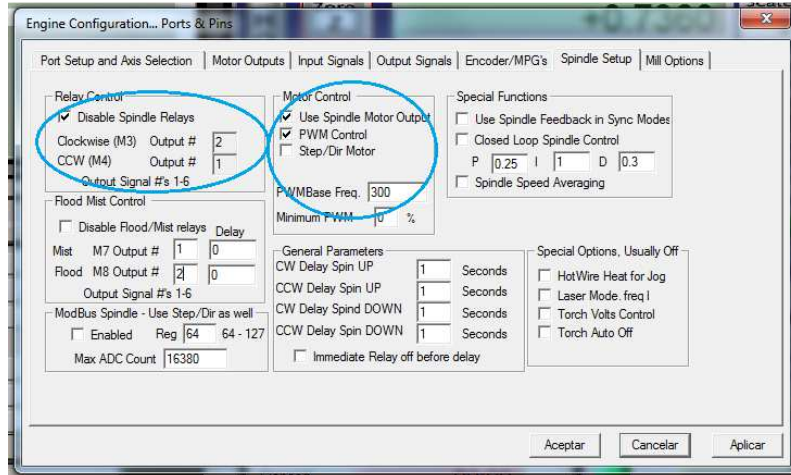 Zero
+0.7360
Engine Configuration... Ports & Pins
Port Setup and Axis Selection
Motor Outputs
Input Signals
Output Signals
Encoder/MPG's
Spindle Setup
Mill Options
Relay Control
Disable Spindle Relays
Clockwise (M3) Output # 2
CCW (M4) Output # 1
Output Signal #'s 1-6
Flood Mist Control
Disable Flood/Mist relays Delay
Mist M7 Output # 1 0
Flood M8 Output # 2 0
Output Signal #'s 1-6
ModBus Spindle - Use Step/Dir as well
Enabled Reg 64 64 - 127
Max ADC Count 16380
Motor Control
Use Spindle Motor Output
PWM Control
Step/Dir Motor
PWMBase Freq. 300
Minimum PWM 0 %
General Parameters
CW Delay Spin UP 1 Seconds
CCW Delay Spin UP 1 Seconds
CW Delay Spind DOWN 1 Seconds
CCW Delay Spin DOWN 1 Seconds
Immediate Relay off before delay
Special Functions
Use Spindle Feedback in Sync Modes
Closed Loop Spindle Control
P 0.25 I 1 D 0.3
Spindle Speed Averaging
Special Options, Usually Off
HotWire Heat for Jog
Laser Mode. freq I
Torch Volts Control
Torch Auto Off
Aceptar
Cancelar
Aplicar